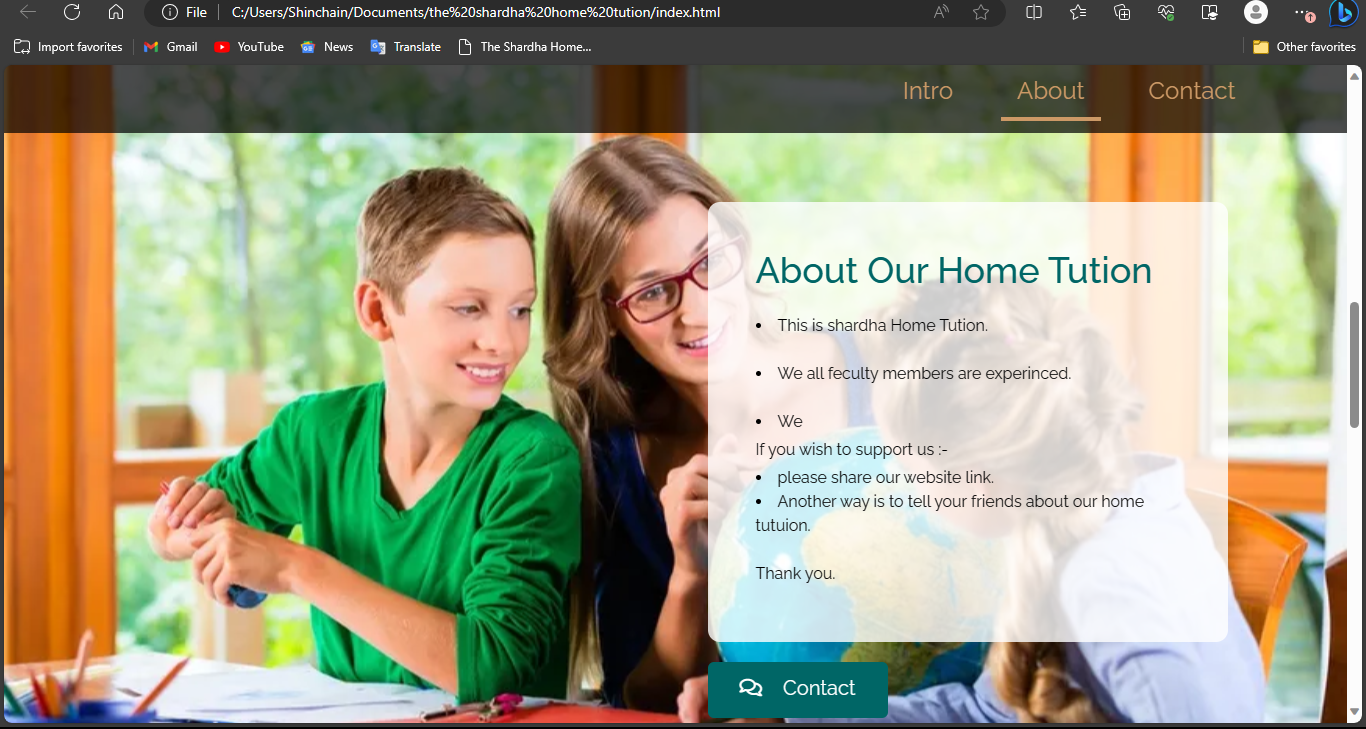 File
C:/Users/Shinchain/Documents/the%20shardha%20home%20tution/index.html
Import favorites
Gmail
YouTube
News
Translate
The Shardha Home...
Other favorites
Intro
About
Contact
About Our Home Tution
• This is shardha Home Tution.
• We all feculty members are experinced.
• We
If you wish to support us :-
• please share our website link.
• Another way is to tell your friends about our home
tutuion.
Thank you.
Contact